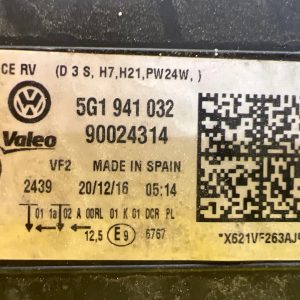 CE RV (D 3 S, H7,H21,PW24W, )
5G1 941 032
Valeo 90024314
VF2 MADE IN SPAIN
2439 20/12/16 05:14
01 1a 02 A 00RL 01 K 01 DCR PL
12,5 E9 6767
"X621VF263AJ